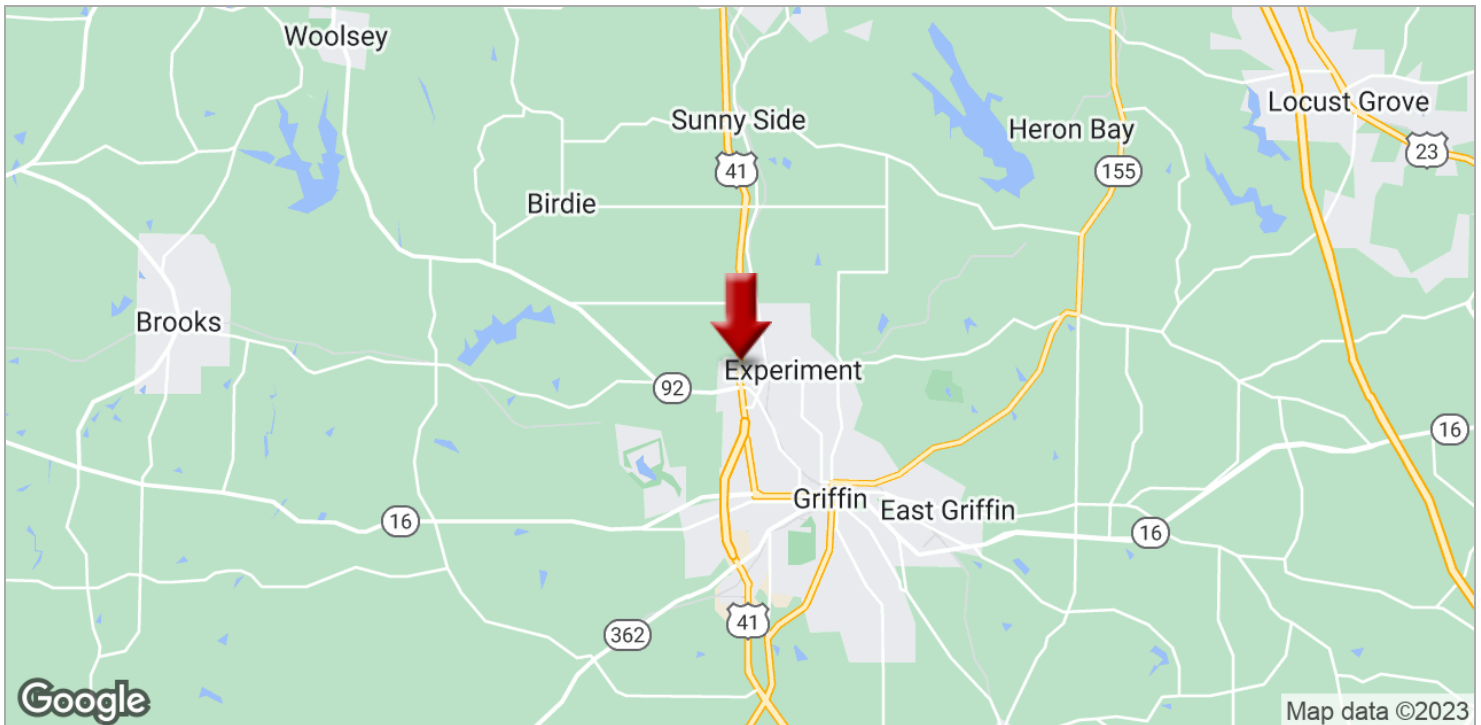 Woolsey
Sunny Side
Locust Grove
Heron Bay
23
41
155
Birdie
Brooks
Experiment
92
16
Griffin
East Griffin
16
16
41
362
Google
Map data ©2023